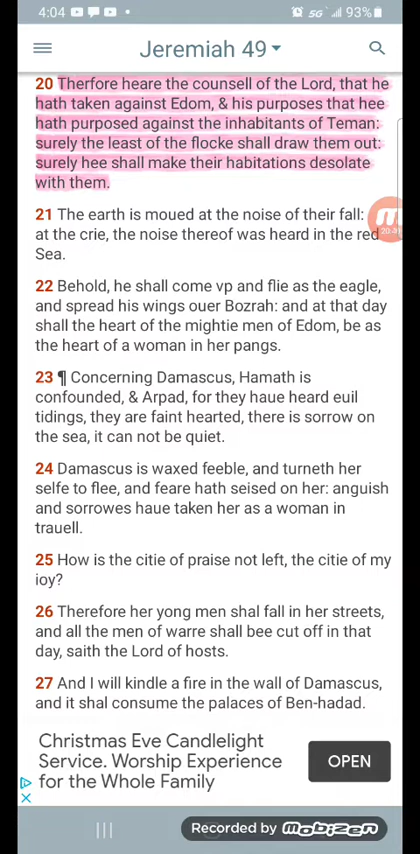 4:04 5G 93%
Jeremiah 49
20 Therfore heare the counsell of the Lord, that he
hath taken against Edom, & his purposes that hee
hath purposed against the inhabitants of Teman:
surely the least of the flocke shall draw them out:
surely hee shall make their habitations desolate
with them.
21 The earth is moued at the noise of their fall:
at the crie, the noise thereof was heard in the red
Sea.
22 Behold, he shall come vp and flie as the eagle,
and spread his wings ouer Bozrah: and at that day
shall the heart of the mightie men of Edom, be as
the heart of a woman in her pangs.
23 ¶ Concerning Damascus, Hamath is
confounded, & Arpad, for they haue heard euil
tidings, they are faint hearted, there is sorrow on
the sea, it can not be quiet.
24 Damascus is waxed feeble, and turneth her
selfe to flee, and feare hath seised on her: anguish
and sorrowes haue taken her as a woman in
trauell.
25 How is the citie of praise not left, the citie of my
ioy?
26 Therefore her yong men shal fall in her streets,
and all the men of warre shall bee cut off in that
day, saith the Lord of hosts.
27 And I will kindle a fire in the wall of Damascus,
and it shal consume the palaces of Ben-hadad.
Christmas Eve Candlelight
Service. Worship Experience
for the Whole Family
OPEN
Recorded by mobizen